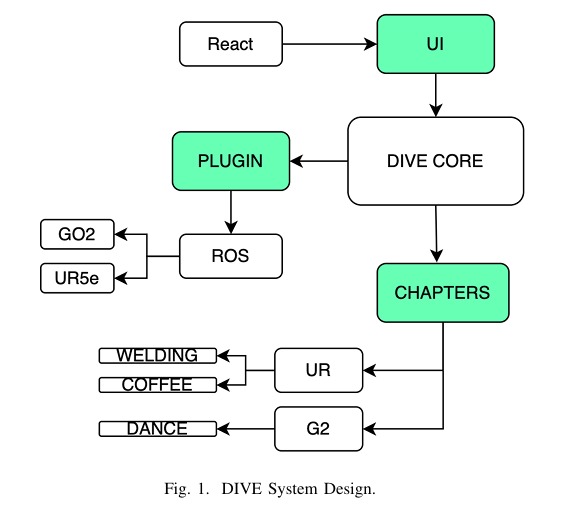 React
UI
PLUGIN
DIVE CORE
GO2
ROS
UR5e
CHAPTERS
WELDING
UR
COFFEE
DANCE
G2
Fig. 1. DIVE System Design.